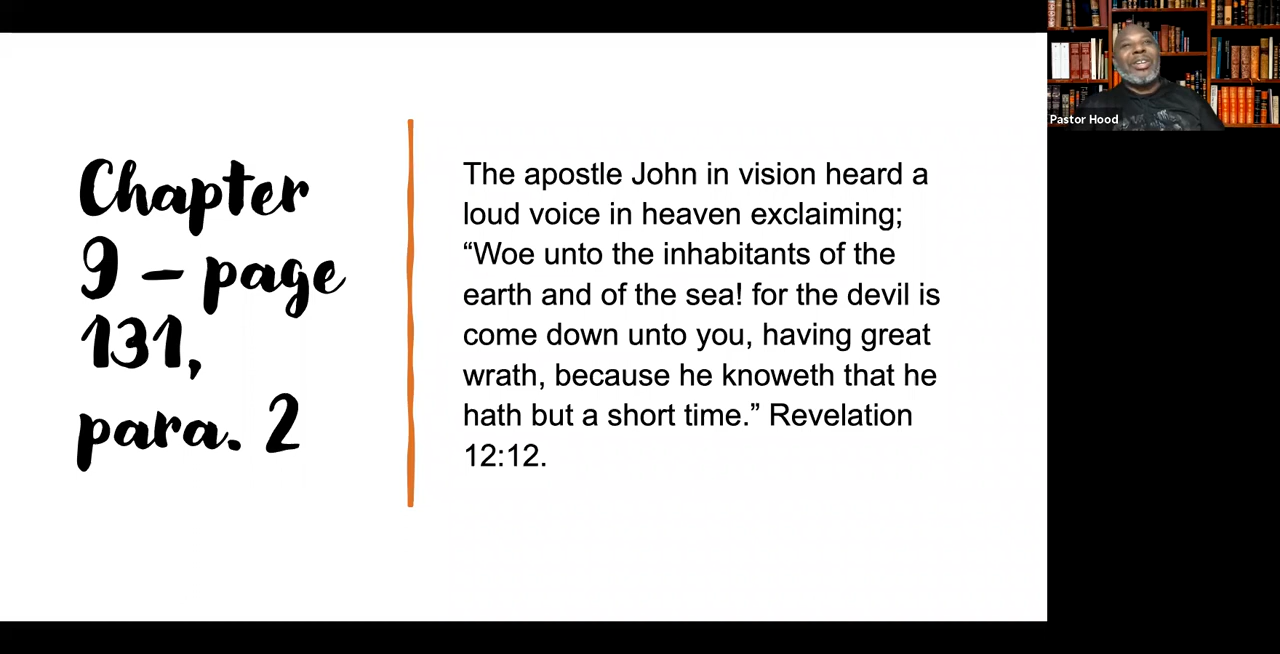 Chapter
9 – page
131,
para. 2
The apostle John in vision heard a
loud voice in heaven exclaiming;
“Woe unto the inhabitants of the
earth and of the sea! for the devil is
come down unto you, having great
wrath, because he knoweth that he
hath but a short time.” Revelation
12:12.
Pastor Hood